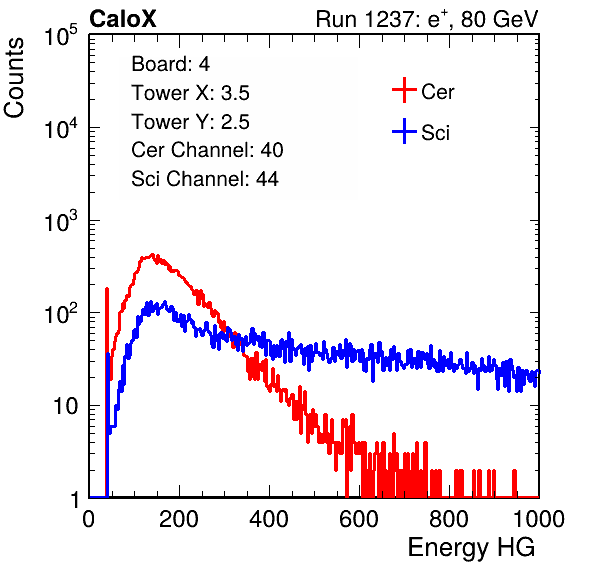 CaloX Run 1237: e⁺, 80 GeV
Counts
Board: 4
Tower X: 3.5
Tower Y: 2.5
Cer Channel: 40
Sci Channel: 44
Cer
Sci
10⁵
10⁴
10³
10²
10
1
0 200 400 600 800 1000
Energy HG